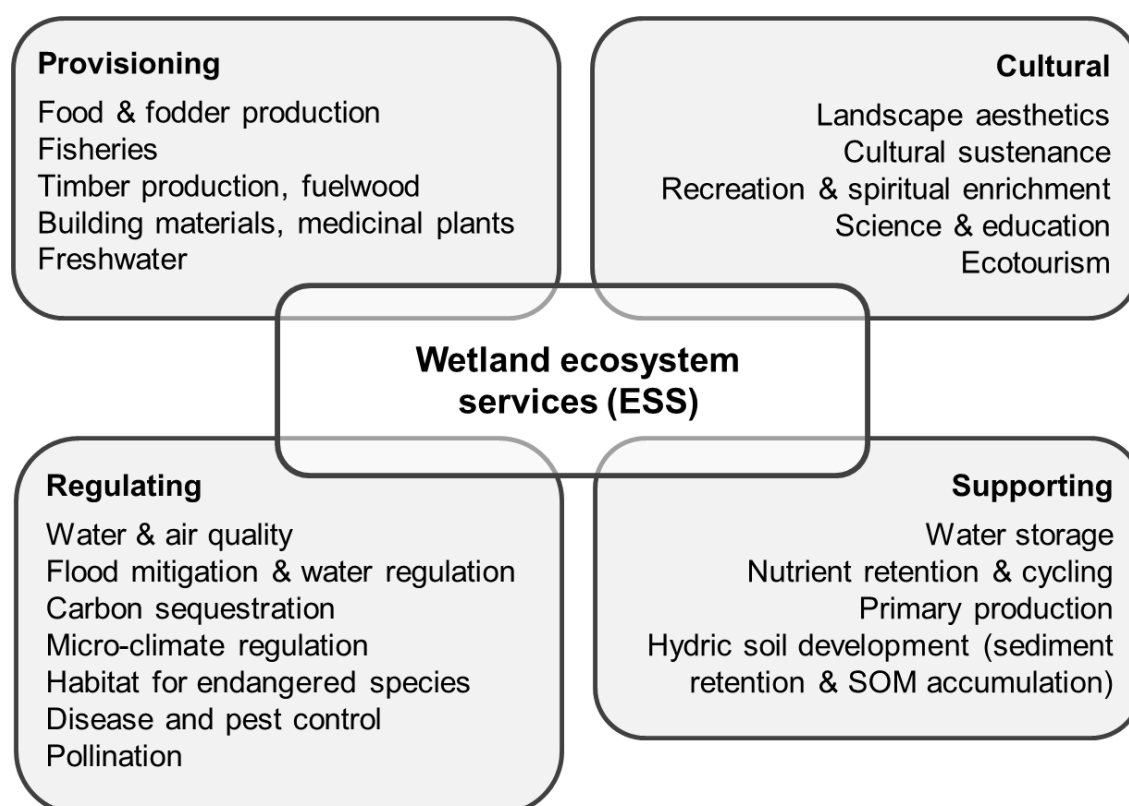 Provisioning
Food & fodder production
Fisheries
Timber production, fuelwood
Building materials, medicinal plants
Freshwater
Cultural
Landscape aesthetics
Cultural sustenance
Recreation & spiritual enrichment
Science & education
Ecotourism
Wetland ecosystem
services (ESS)
Regulating
Water & air quality
Flood mitigation & water regulation
Carbon sequestration
Micro-climate regulation
Habitat for endangered species
Disease and pest control
Pollination
Supporting
Water storage
Nutrient retention & cycling
Primary production
Hydric soil development (sediment
retention & SOM accumulation)